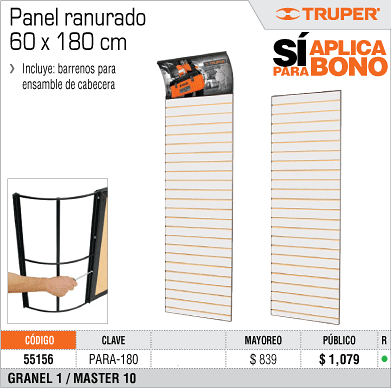 Panel ranurado
60 x 180 cm
Incluye: barrenos para
ensamble de cabecera
TRUPER®
SÍ APLICA
PARA BONO
CÓDIGO CLAVE MAYOREO PÚBLICO R
55156 PARA-180 $ 839 $ 1,079
GRANEL 1 / MASTER 10